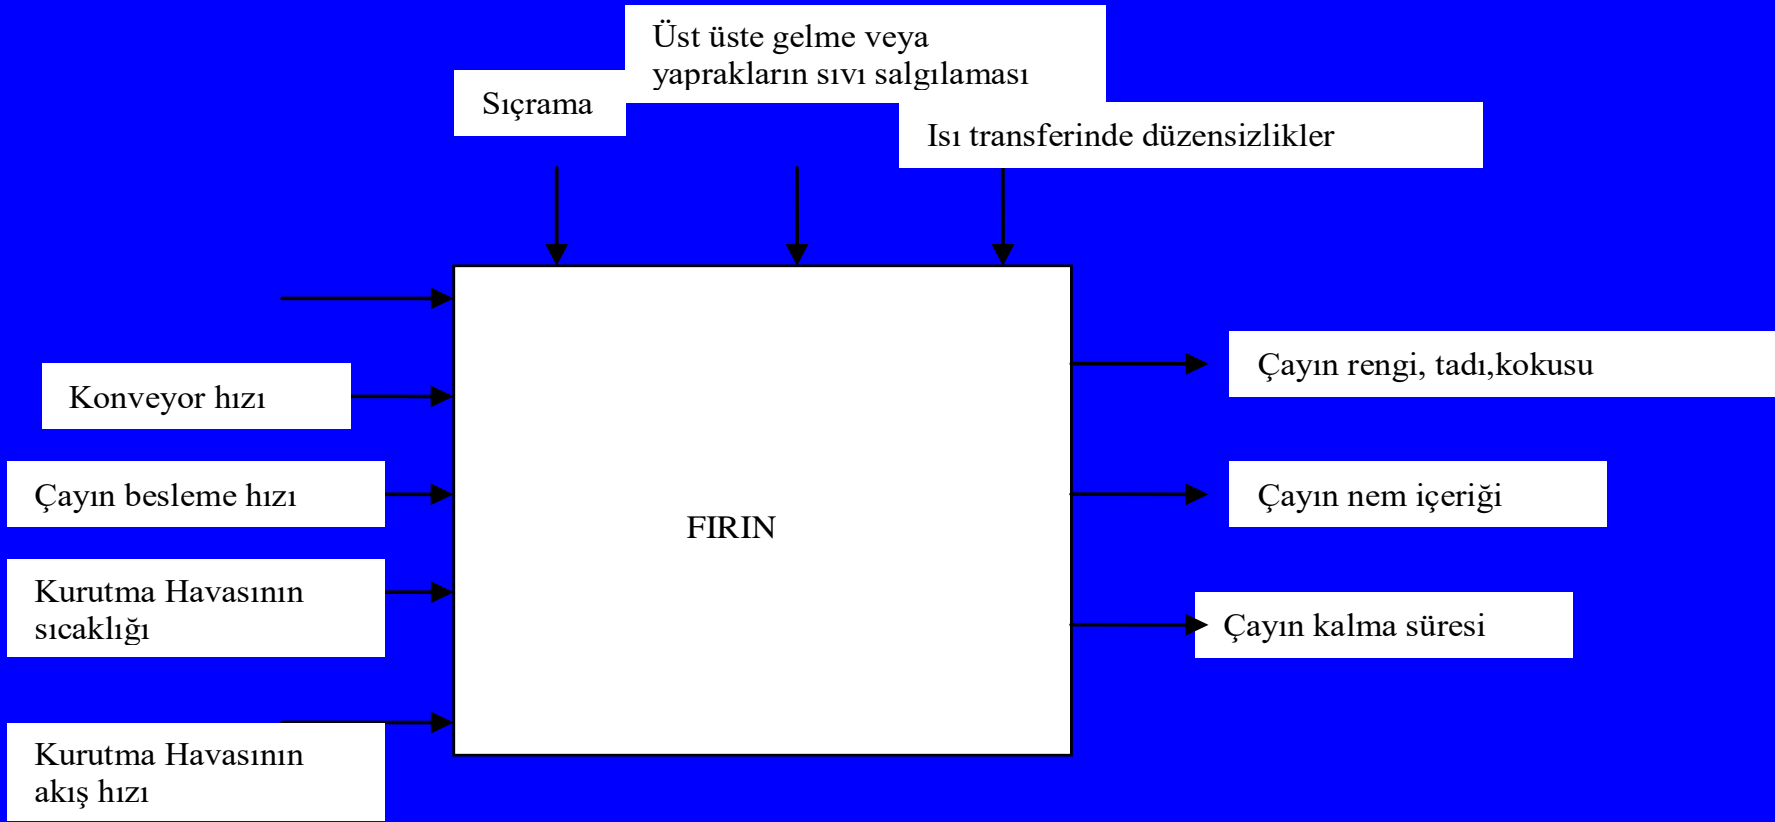 Üst üste gelme veya
yaprakların sıvı salgılaması
Sıçrama
Isı transferinde düzensizlikler
Konveyor hızı
Çayın besleme hızı
Kurutma Havasının
sıcaklığı
Kurutma Havasının
akış hızı
FIRIN
Çayın rengi, tadı,kokusu
Çayın nem içeriği
Çayın kalma süresi